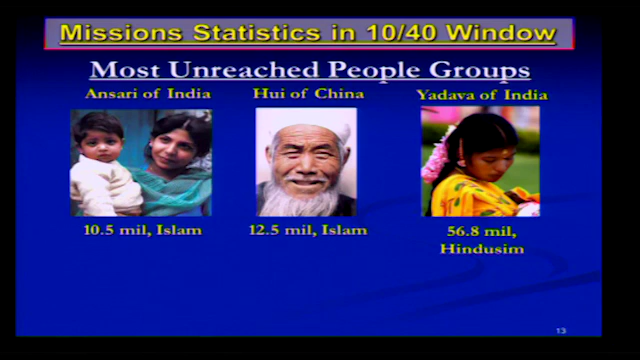 Missions Statistics in 10/40 Window
Most Unreached People Groups
Ansari of India
Hui of China
Yadava of India
10.5 mil, Islam
12.5 mil, Islam
56.8 mil,
Hindusim
13